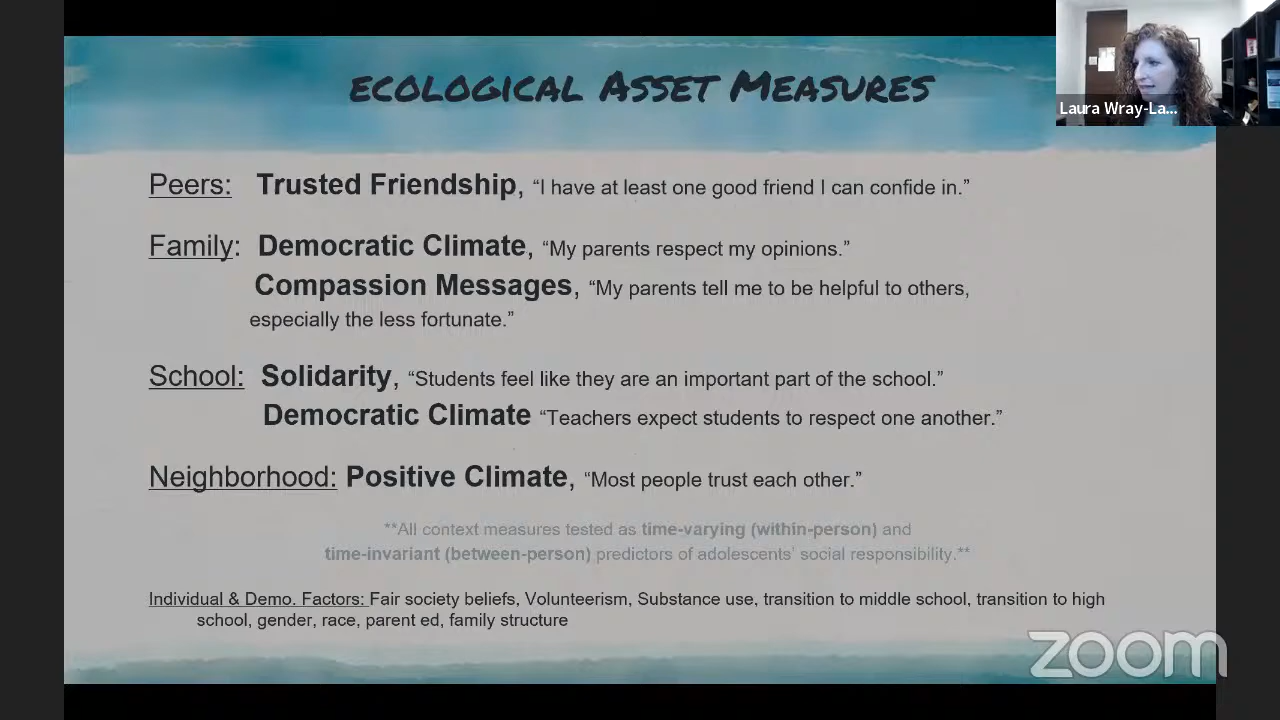 ECOLOGICAL ASSET MEASURES
Laura Wray-La...
Peers: Trusted Friendship, “I have at least one good friend I can confide in.”
Family: Democratic Climate, “My parents respect my opinions.”
Compassion Messages, “My parents tell me to be helpful to others,
especially the less fortunate.”
School: Solidarity, “Students feel like they are an important part of the school.”
Democratic Climate “Teachers expect students to respect one another.”
Neighborhood: Positive Climate, “Most people trust each other.”
**All context measures tested as time-varying (within-person) and
time-invariant (between-person) predictors of adolescents’ social responsibility.**
Individual & Demo. Factors: Fair society beliefs, Volunteerism, Substance use, transition to middle school, transition to high
school, gender, race, parent ed, family structure
zoom